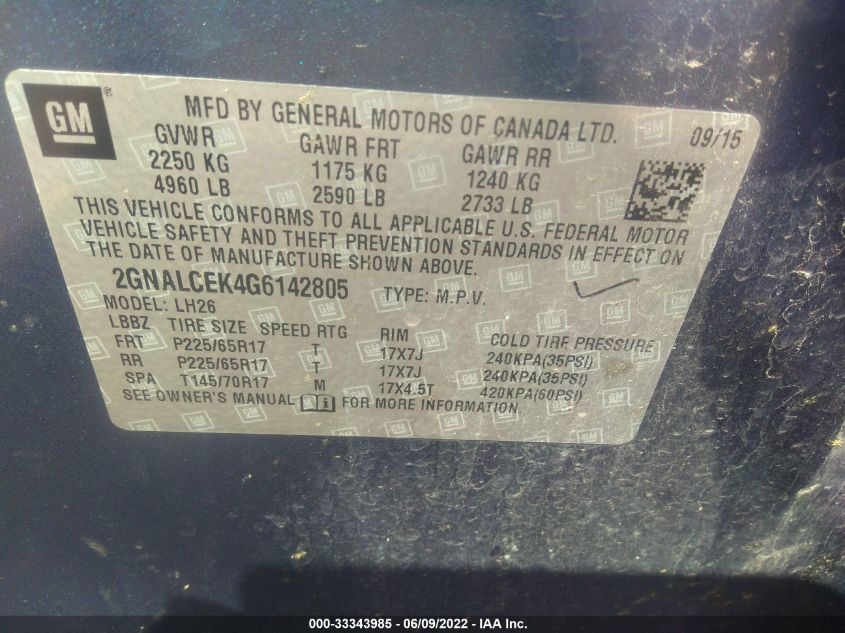 GM ®
MFD BY GENERAL MOTORS OF CANADA LTD. 09/15
GVWR GAWR FRT GAWR RR
2250 KG 1175 KG 1240 KG
4960 LB 2590 LB 2733 LB
THIS VEHICLE CONFORMS TO ALL APPLICABLE U.S. FEDERAL MOTOR
VEHICLE SAFETY AND THEFT PREVENTION STANDARDS IN EFFECT ON
THE DATE OF MANUFACTURE SHOWN ABOVE.
2GNALCEK4G6142805 TYPE: M.P.V.
MODEL: LH26
LBBZ TIRE SIZE SPEED RTG RIM COLD TIRE PRESSURE
FRT P225/65R17 T 17X7J 240KPA(35PSI)
RR P225/65R17 T 17X7J 240KPA(35PSI)
SPA T145/70R17 M 17X4.5T 420KPA(60PSI)
SEE OWNER'S MANUAL i FOR MORE INFORMATION.
000-33343985 - 06/09/2022 - IAA Inc.